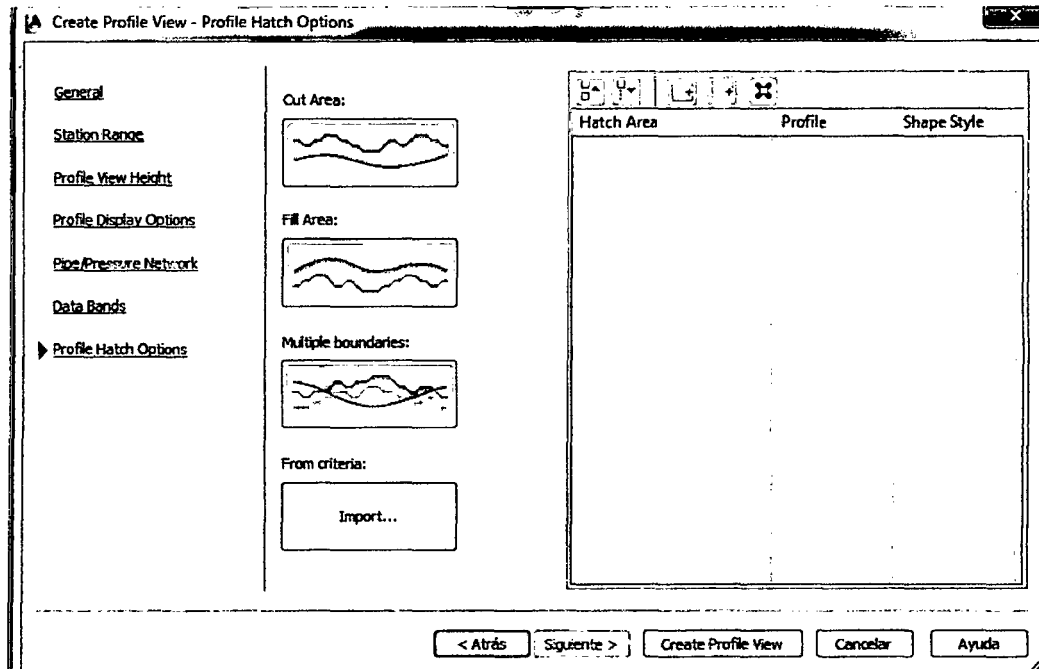 Create Profile View - Profile Hatch Options
General
Station Range
Profile View Height
Profile Display Options
Pipe/Pressure Network
Data Bands
Profile Hatch Options
Cut Area:
Fill Area:
Multiple boundaries:
From criteria:
Import...
Hatch Area Profile Shape Style
< Atrás Siguiente > Create Profile View Cancelar Ayuda